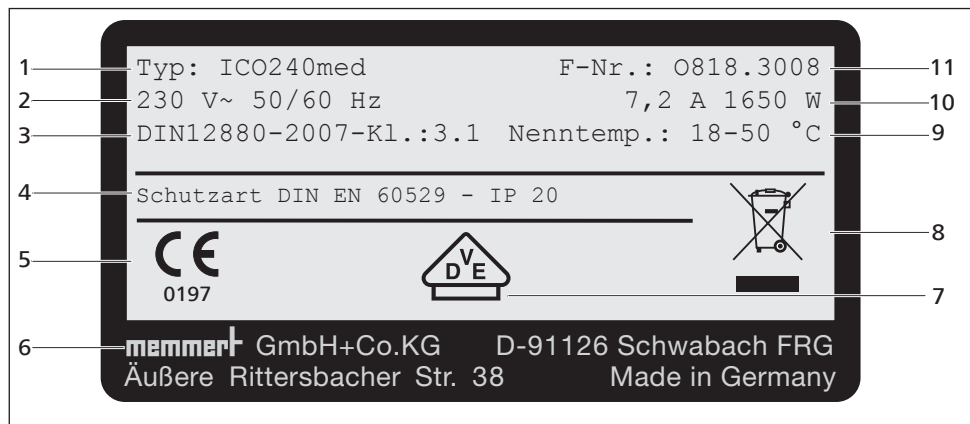 1 Typ: ICO240med F-Nr.: O818.3008 11
2 230 V~ 50/60 Hz 7,2 A 1650 W 10
3 DIN12880-2007-Kl.:3.1 Nenntemp.: 18-50 °C 9
4 Schutzart DIN EN 60529 - IP 20
5 CE 0197
VDE
8
7
6 memmert GmbH+Co.KG D-91126 Schwabach FRG
Äußere Rittersbacher Str. 38 Made in Germany